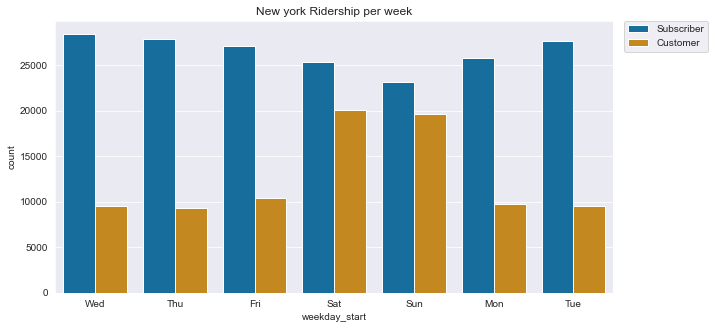 New york Ridership per week
Subscriber
Customer
25000
20000
15000
10000
5000
0
count
Wed Thu Fri Sat Sun Mon Tue
weekday_start